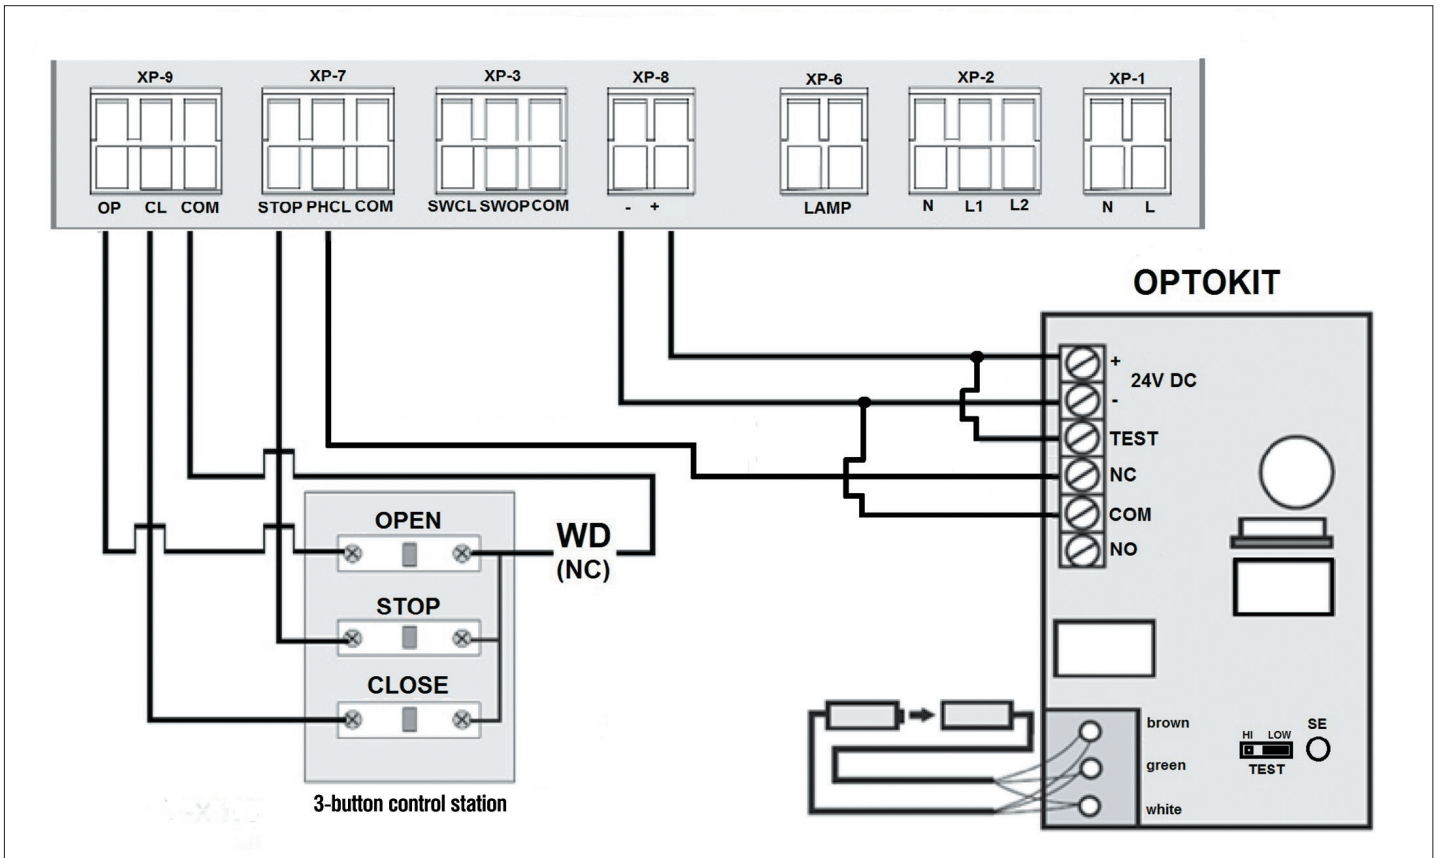 XP-9 XP-7 XP-3 XP-8 XP-6 XP-2 XP-1
OP CL COM STOP PHCL COM SWCL SWOP COM - + LAMP N L1 L2 N L
OPTOKIT
+
24V DC
-
TEST
NC
COM
NO
OPEN
WD
(NC)
STOP
CLOSE
3-button control station
brown
green
white
HI LOW
TEST
SE